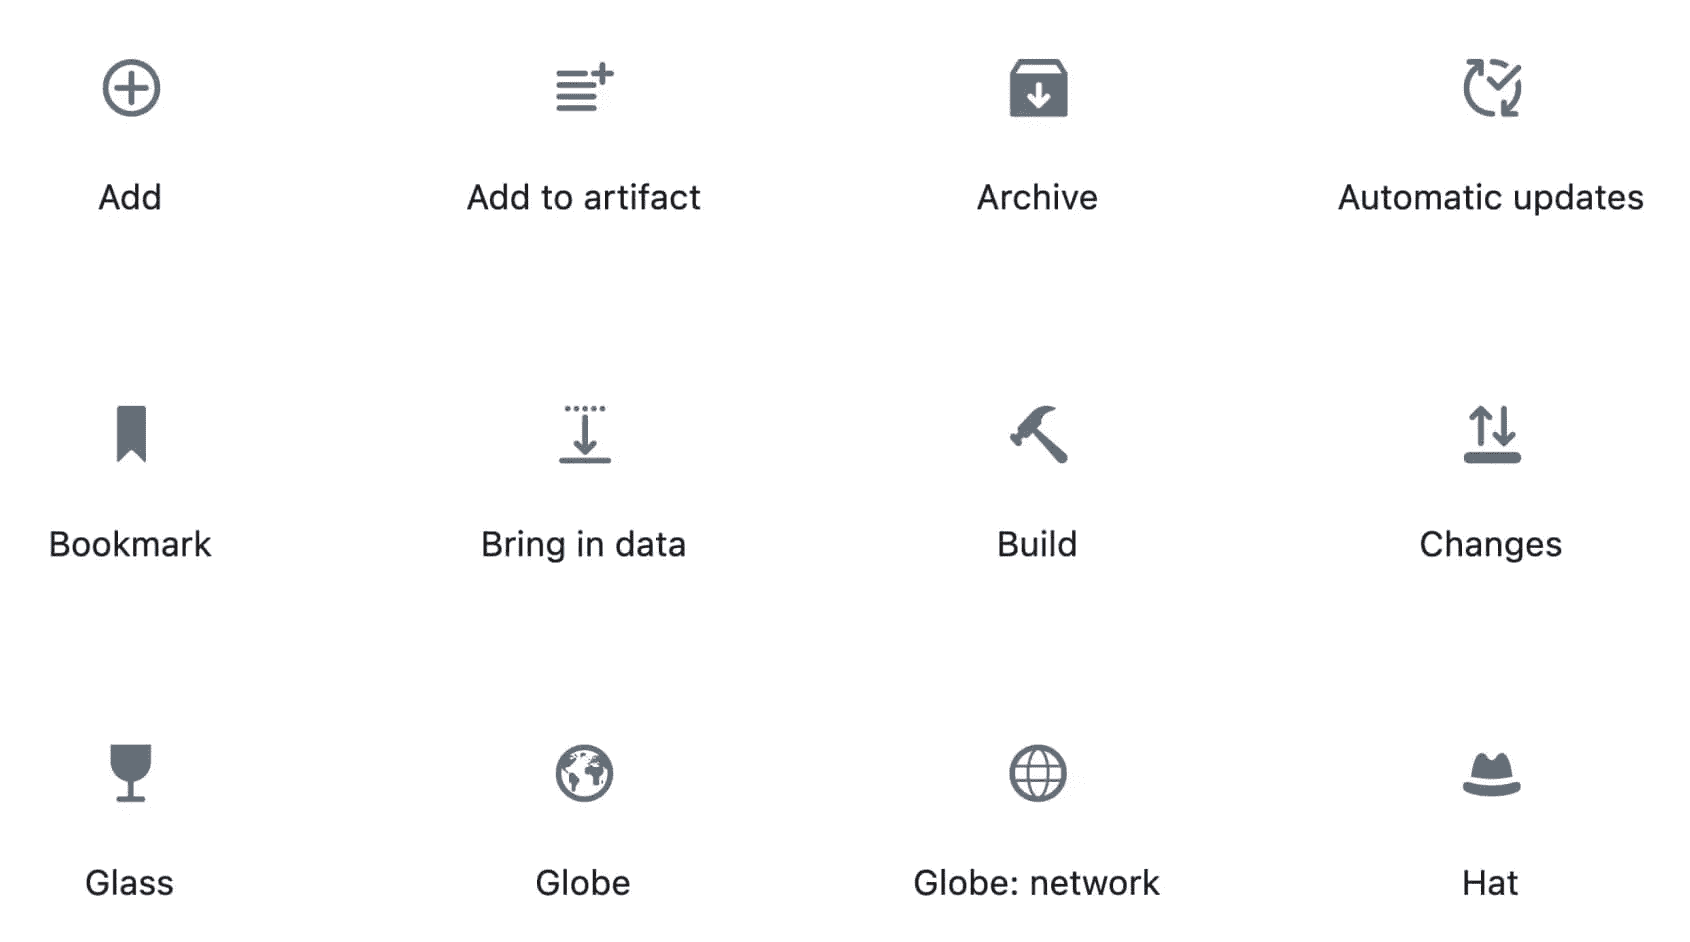 Add
Add to artifact
Archive
Automatic updates
Bookmark
Bring in data
Build
Changes
Glass
Globe
Globe: network
Hat